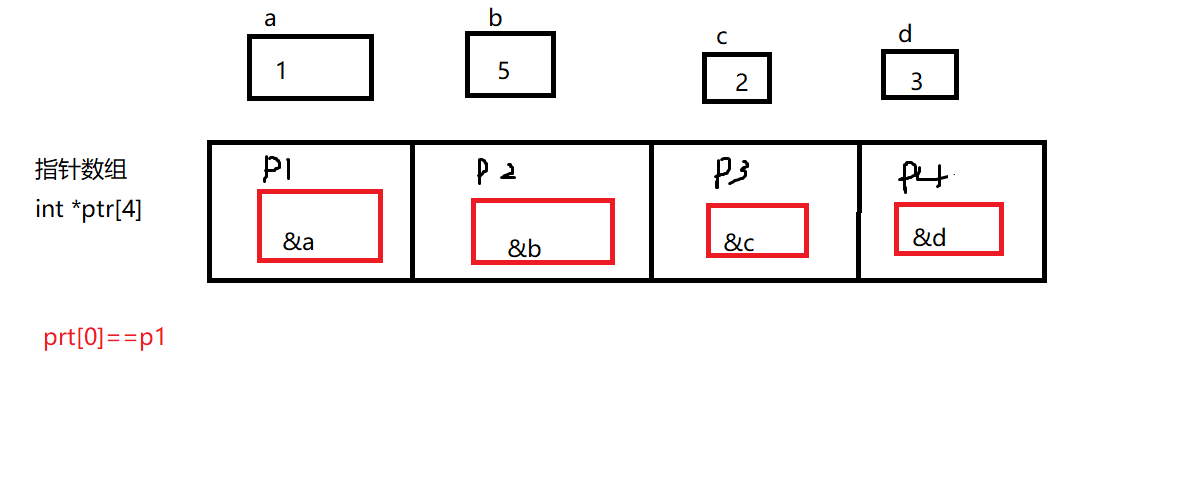 a b c d
1 5 2 3
指针数组
int *ptr[4]
P1 P2 P3 P4
&a &b &c &d
prt[0]==p1